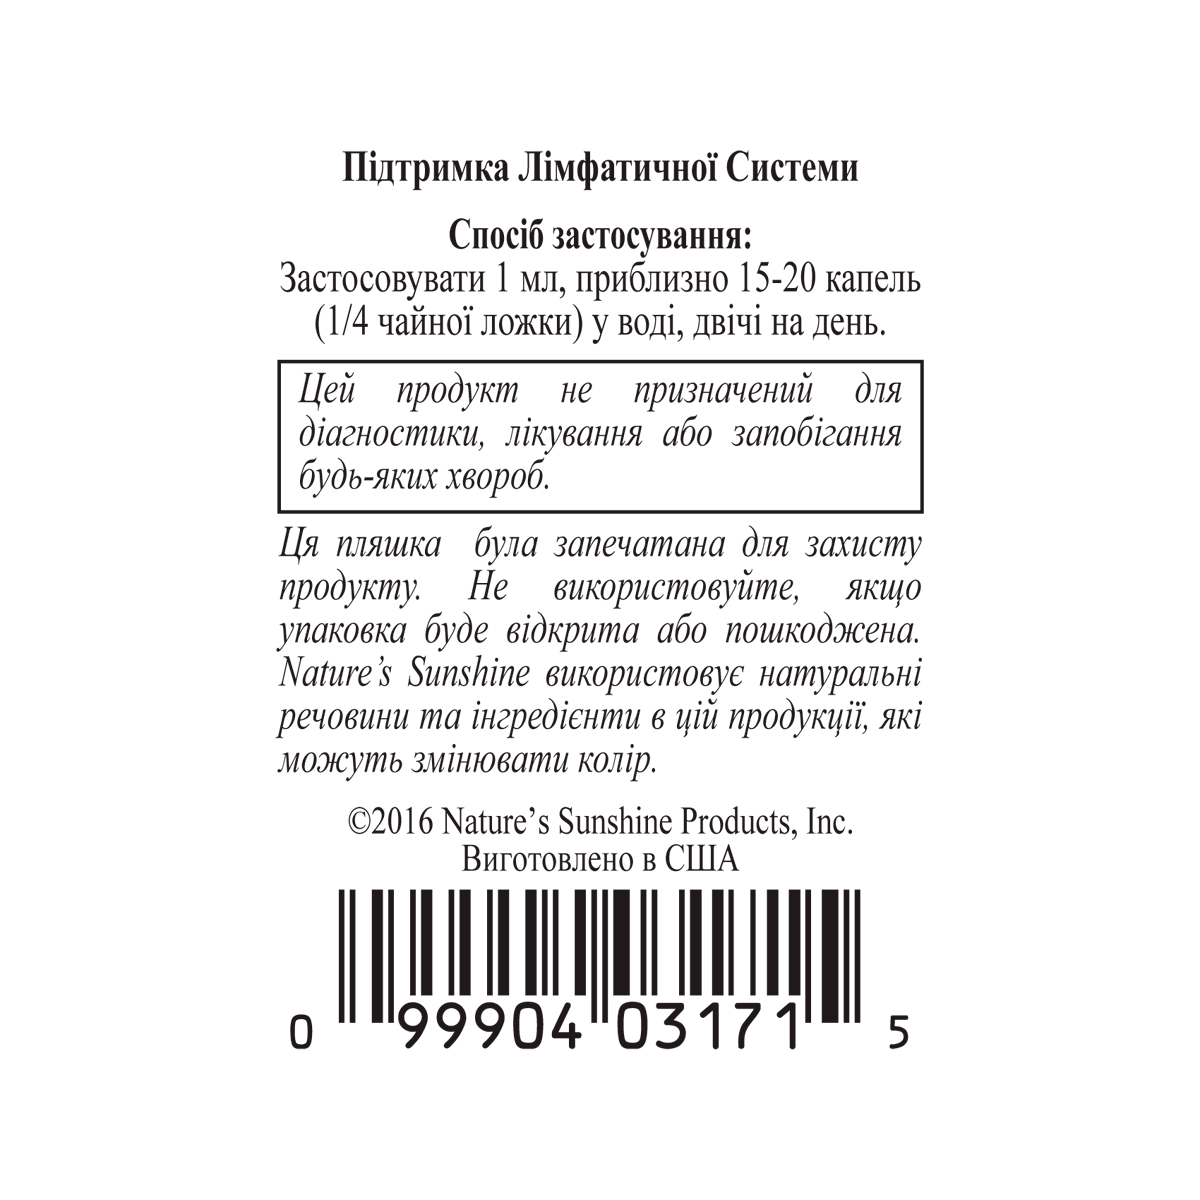 Підтримка Лімфатичної Системи
Спосіб застосування:
Застосовувати 1 мл, приблизно 15-20 капель
(1/4 чайної ложки) у воді, двічі на день.
Цей продукт не призначений для
діагностики, лікування або запобігання
будь-яких хвороб.
Ця пляшка була запечатана для захисту
продукту. Не використовуйте, якщо
упаковка буде відкрита або пошкоджена.
Nature’s Sunshine використовує натуральні
речовини та інгредієнти в цій продукції, які
можуть змінювати колір.
©2016 Nature’s Sunshine Products, Inc.
Виготовлено в США
0 99904 03171 5